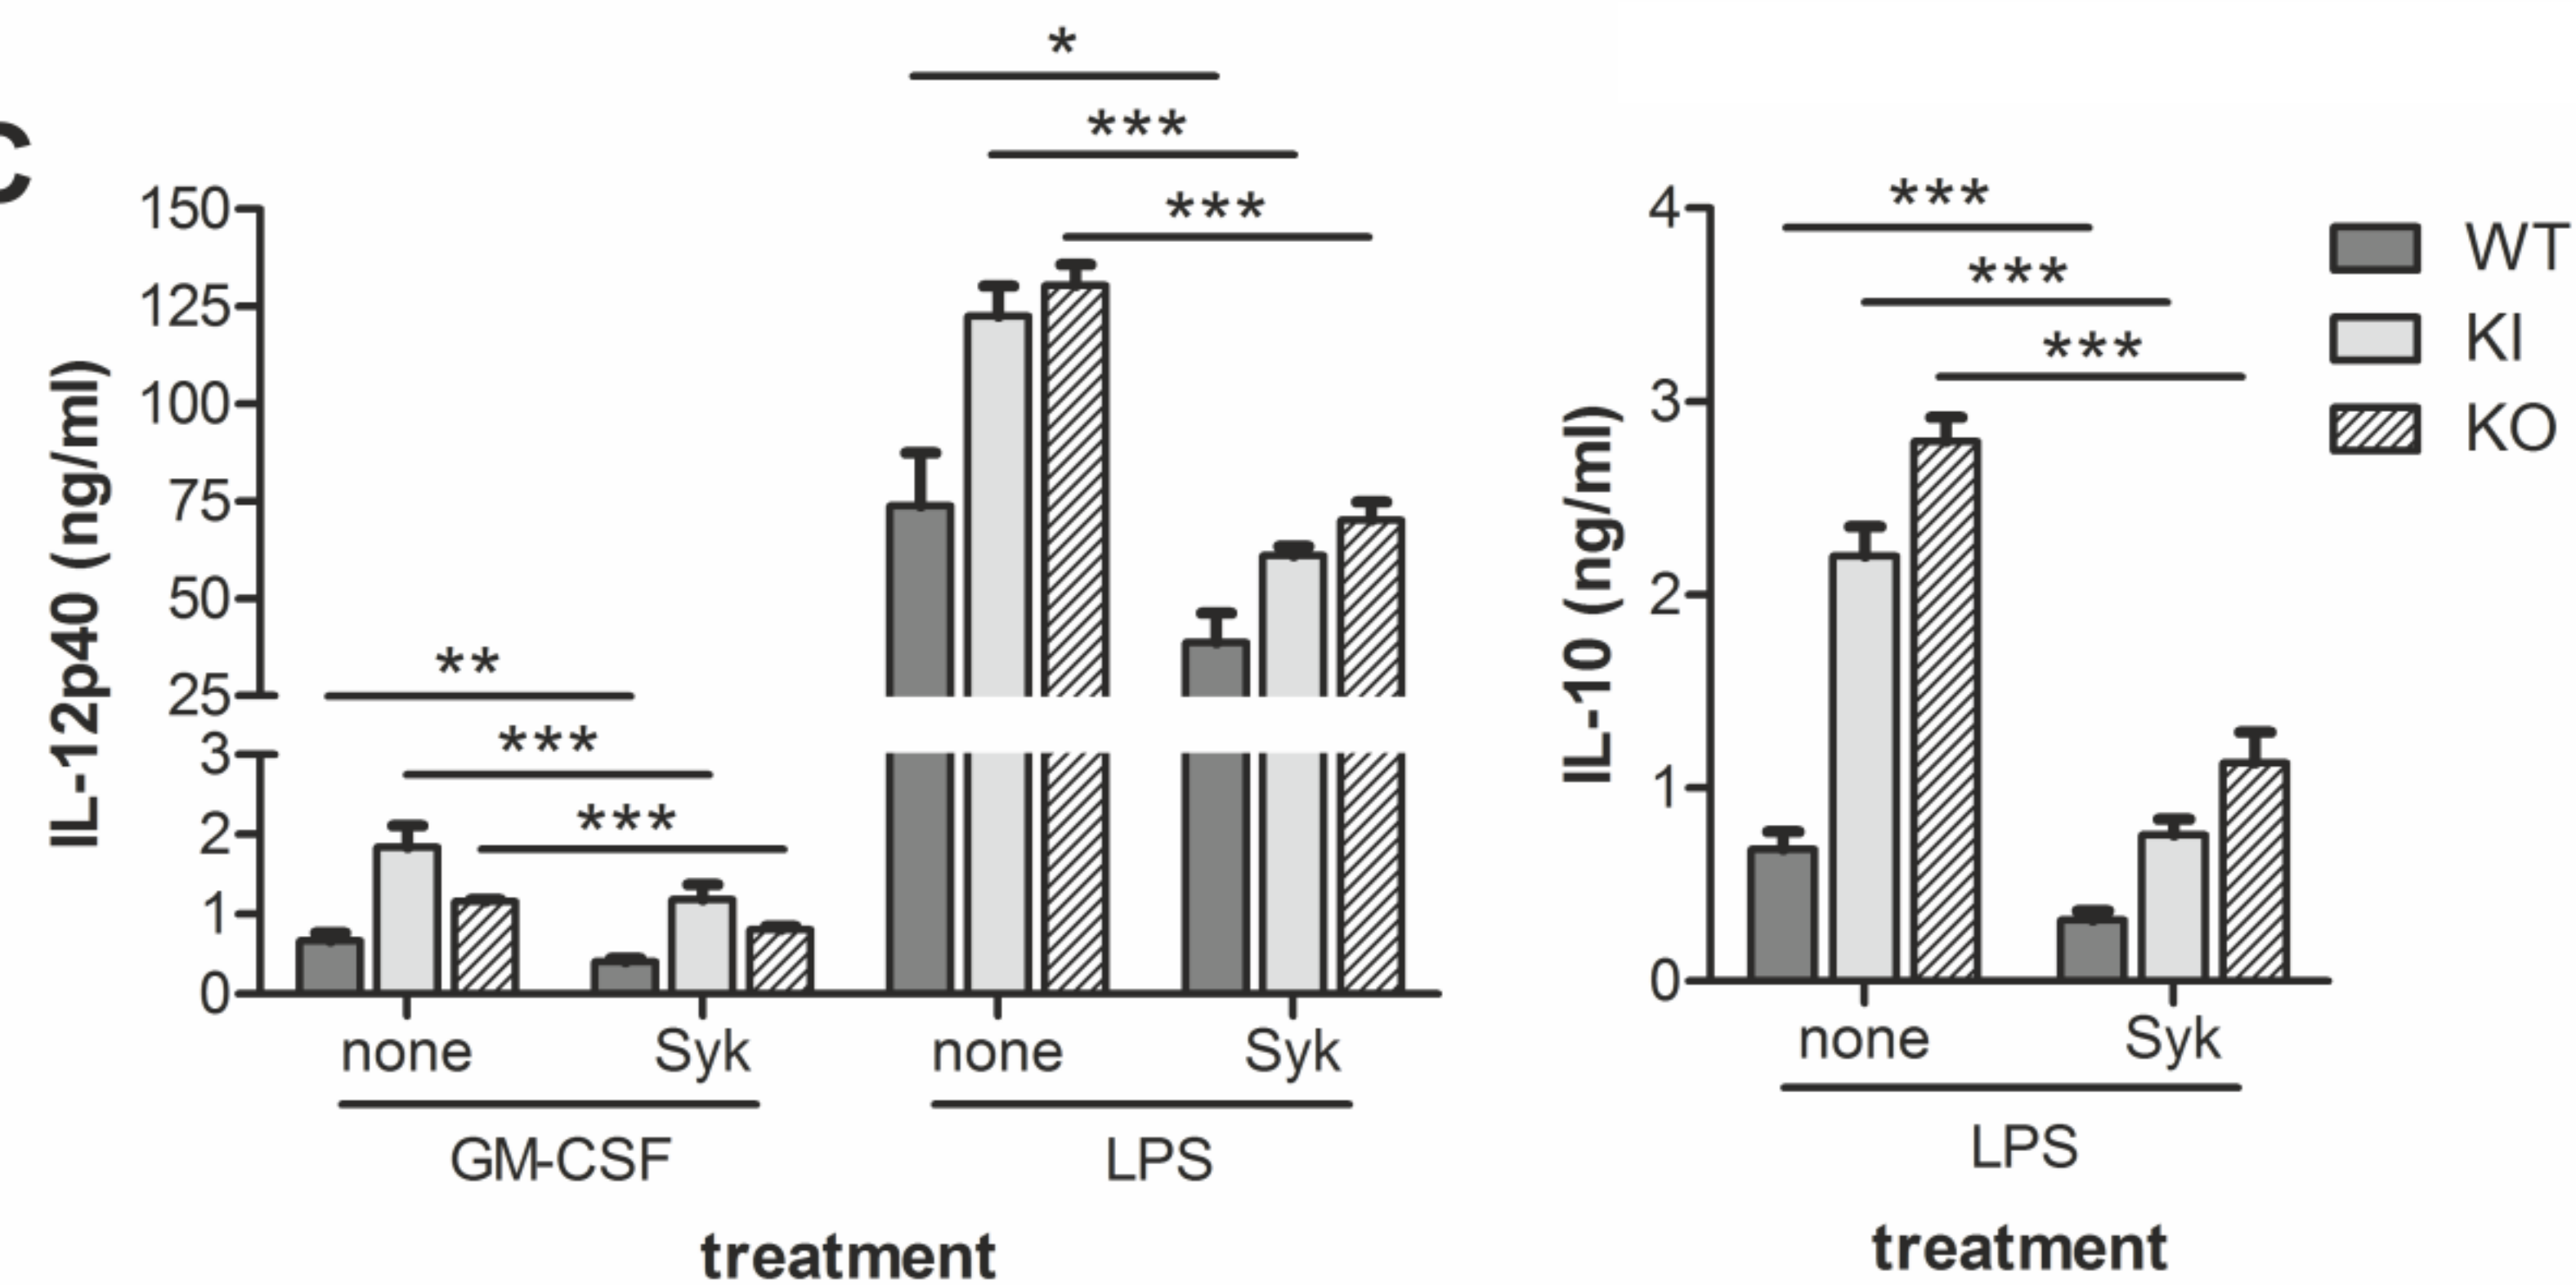 C
IL-12p40 (ng/ml)
150
125
100
75
50
25
3
2
1
0
*
***
***
**
***
***
none
Syk
none
Syk
GM-CSF
LPS
treatment
IL-10 (ng/ml)
4
3
2
1
0
***
***
***
none
Syk
LPS
treatment
WT
KI
KO